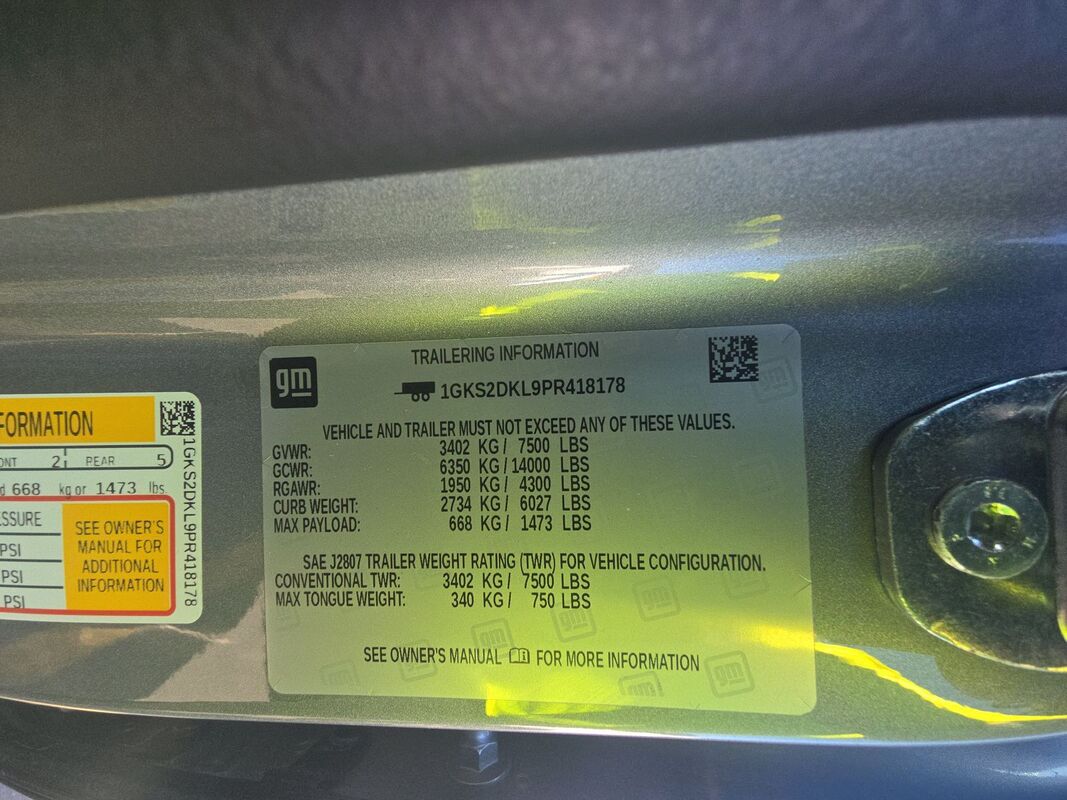 gm
TRAILERING INFORMATION
1GKS2DKL9PR418178
VEHICLE AND TRAILER MUST NOT EXCEED ANY OF THESE VALUES.
GVWR: 3402 KG / 7500 LBS
GCWR: 6350 KG / 14000 LBS
RGAWR: 1950 KG / 4300 LBS
CURB WEIGHT: 2734 KG / 6027 LBS
MAX PAYLOAD: 668 KG / 1473 LBS
SAE J2807 TRAILER WEIGHT RATING (TWR) FOR VEHICLE CONFIGURATION.
CONVENTIONAL TWR: 3402 KG / 7500 LBS
MAX TONGUE WEIGHT: 340 KG / 750 LBS
SEE OWNER'S MANUAL FOR MORE INFORMATION
FORMATION
ONT 2 REAR 5
d 668 kg or 1473 lbs
ESSURE
PSI
PSI
PSI
SEE OWNER'S
MANUAL FOR
ADDITIONAL
INFORMATION
1GKS2DKL9PR418178